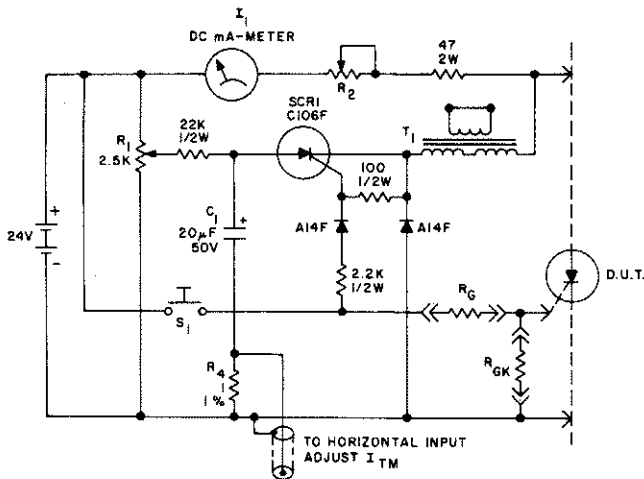 I1
DC mA-METER
47
2W
R2
SCR1
C106F
T1
R1
2.5K
22K
1/2W
100
1/2W
C1
+
20μF
50V
A14F
A14F
+
24V
-
2.2K
1/2W
D.U.T.
RG
S1
RGK
R4
1
1%
TO HORIZONTAL INPUT
ADJUST ITM